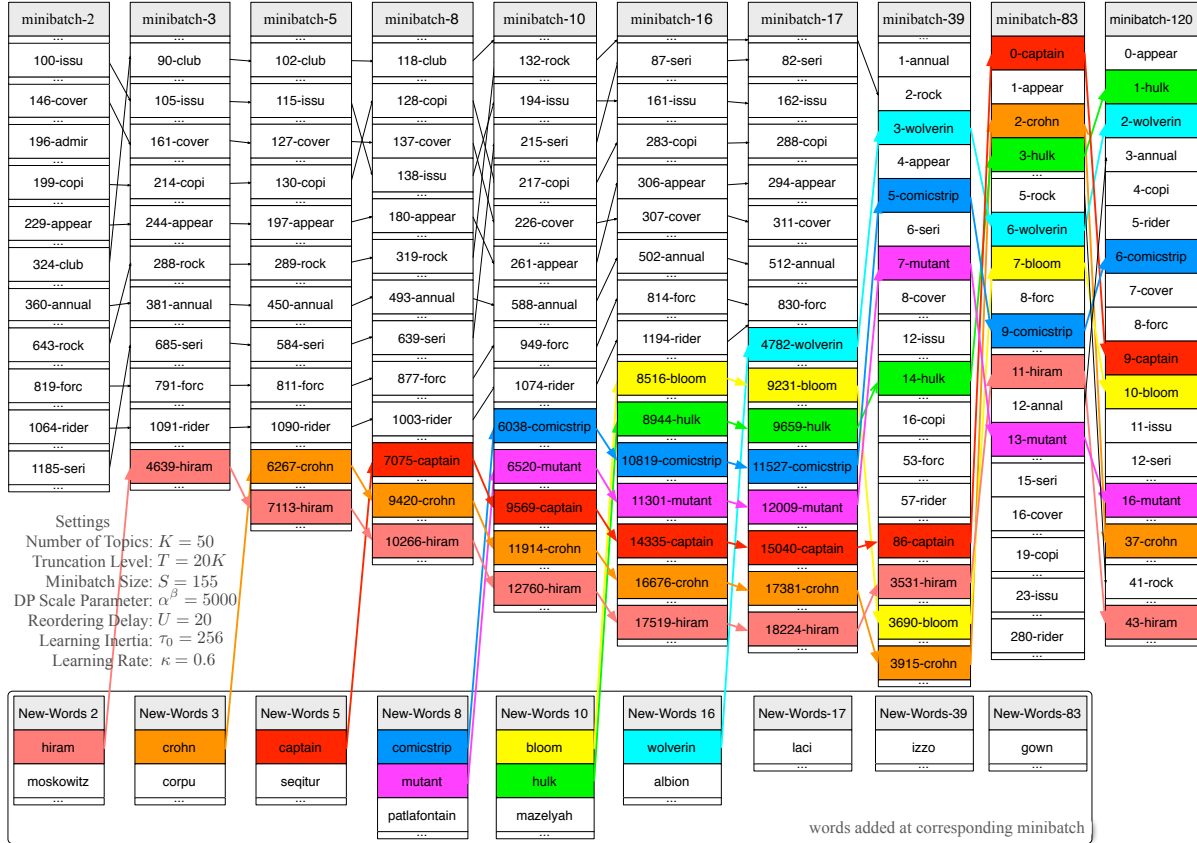 minibatch-2
...
100-issu
...
146-cover
...
196-admir
...
199-copi
...
229-appear
...
324-club
...
360-annual
...
643-rock
...
819-forc
...
1064-rider
...
1185-seri
...
minibatch-3
...
90-club
...
105-issu
...
161-cover
...
214-copi
...
244-appear
...
288-rock
...
381-annual
...
685-seri
...
791-forc
...
1091-rider
...
4639-hiram
...
minibatch-5
...
102-club
...
115-issu
...
127-cover
...
130-copi
...
197-appear
...
289-rock
...
450-annual
...
584-seri
...
811-forc
...
1090-rider
...
6267-crohn
...
7113-hiram
...
minibatch-8
...
118-club
...
128-copi
...
137-cover
...
138-issu
...
180-appear
...
319-rock
...
493-annual
...
639-seri
...
877-forc
...
1003-rider
...
7075-captain
...
9420-crohn
...
10266-hiram
...
minibatch-10
...
132-rock
...
194-issu
...
215-seri
...
217-copi
...
226-cover
...
261-appear
...
588-annual
...
949-forc
...
1074-rider
...
6038-comicstrip
...
6520-mutant
...
9569-captain
...
11914-crohn
...
12760-hiram
...
minibatch-16
...
87-seri
...
161-issu
...
283-copi
...
306-appear
...
307-cover
...
502-annual
...
814-forc
...
1194-rider
...
8516-bloom
...
8944-hulk
...
10819-comicstrip
...
11301-mutant
...
14335-captain
...
16676-crohn
...
17519-hiram
...
minibatch-17
...
82-seri
...
162-issu
...
288-copi
...
294-appear
...
311-cover
...
512-annual
...
830-forc
...
4782-wolverin
...
9231-bloom
...
9659-hulk
...
11527-comicstrip
...
12009-mutant
...
15040-captain
...
17381-crohn
...
18224-hiram
...
minibatch-39
...
1-annual
2-rock
3-wolverin
4-appear
5-comicstrip
6-seri
7-mutant
8-cover
...
12-issu
...
14-hulk
...
16-copi
...
53-forc
...
57-rider
...
86-captain
...
3531-hiram
...
3690-bloom
...
3915-crohn
...
minibatch-83
0-captain
1-appear
2-crohn
3-hulk
...
5-rock
6-wolverin
7-bloom
8-forc
9-comicstrip
...
11-hiram
12-annal
13-mutant
...
15-seri
16-cover
...
19-copi
...
23-issu
...
280-rider
...
minibatch-120
0-appear
1-hulk
2-wolverin
3-annual
4-copi
5-rider
6-comicstrip
7-cover
8-forc
9-captain
10-bloom
11-issu
12-seri
...
16-mutant
...
37-crohn
...
41-rock
...
43-hiram
...
Settings
Number of Topics: K = 50
Truncation Level: T = 20K
Minibatch Size: S = 155
DP Scale Parameter: α^β = 5000
Reordering Delay: U = 20
Learning Inertia: τ₀ = 256
Learning Rate: κ = 0.6
New-Words 2
hiram
moskowitz
...
New-Words 3
crohn
corpu
...
New-Words 5
captain
seqitur
...
New-Words 8
comicstrip
mutant
patlafontain
...
New-Words 10
bloom
hulk
mazelyah
...
New-Words 16
wolverin
albion
...
New-Words-17
laci
...
New-Words-39
izzo
...
New-Words-83
gown
...
words added at corresponding minibatch